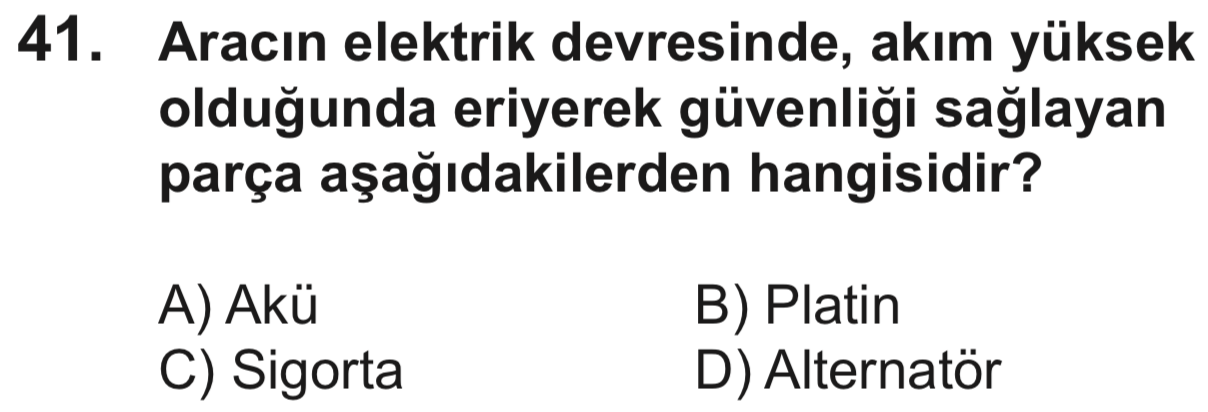 41. Aracın elektrik devresinde, akım yüksek
olduğunda eriyerek güvenliği sağlayan
parça aşağıdakilerden hangisidir?
A) Akü B) Platin
C) Sigorta D) Alternatör